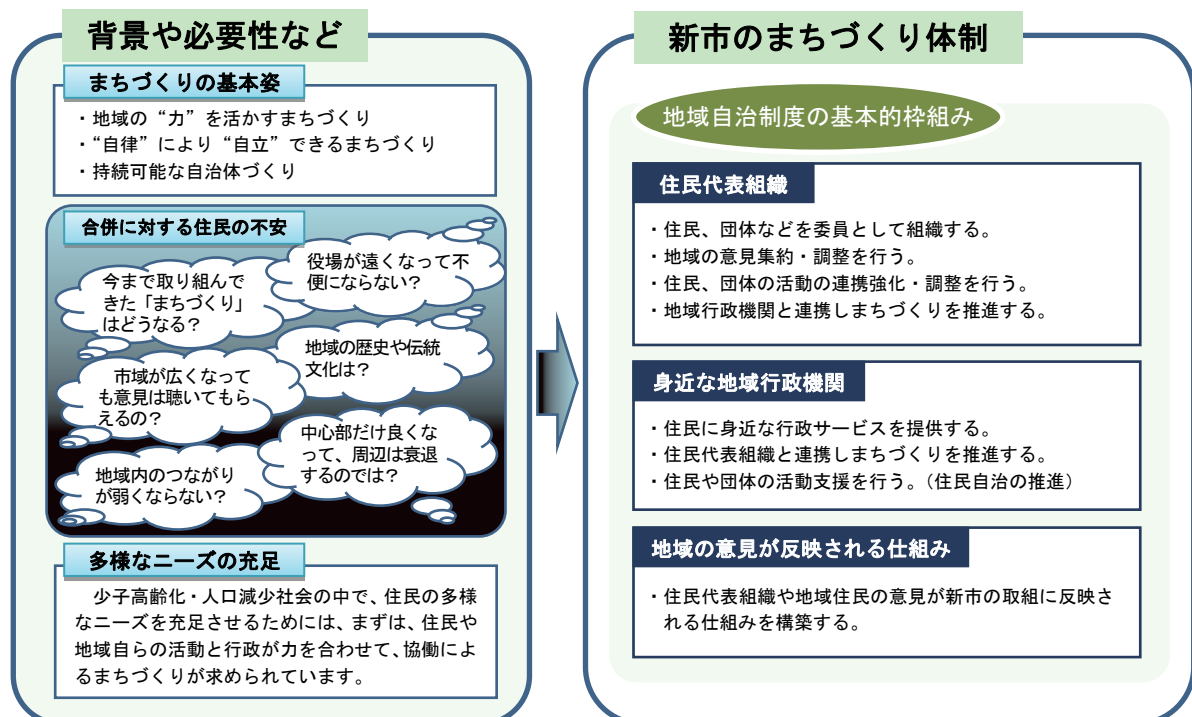 背景や必要性など
まちづくりの基本姿
・地域の“力”を活かすまちづくり
・“自律”により“自立”できるまちづくり
・持続可能な自治体づくり
合併に対する住民の不安
役場が遠くなって不
便にならない？
今まで取り組んで
きた「まちづくり」
はどうなる？
地域の歴史や伝統
文化は？
市域が広くなって
も意見は聴いてもら
えるの？
中心部だけ良くな
って、周辺は衰退
するのでは？
地域内のつながり
が弱くならない？
多様なニーズの充足
少子高齢化・人口減少社会の中で、住民の多様
なニーズを充足させるためには、まずは、住民や
地域自らの活動と行政が力を合わせて、協働によ
るまちづくりが求められています。
新市のまちづくり体制
地域自治制度の基本的枠組み
住民代表組織
・住民、団体などを委員として組織する。
・地域の意見集約・調整を行う。
・住民、団体の活動の連携強化・調整を行う。
・地域行政機関と連携しまちづくりを推進する。
身近な地域行政機関
・住民に身近な行政サービスを提供する。
・住民代表組織と連携しまちづくりを推進する。
・住民や団体の活動支援を行う。（住民自治の推進）
地域の意見が反映される仕組み
・住民代表組織や地域住民の意見が新市の取組に反映さ
れる仕組みを構築する。